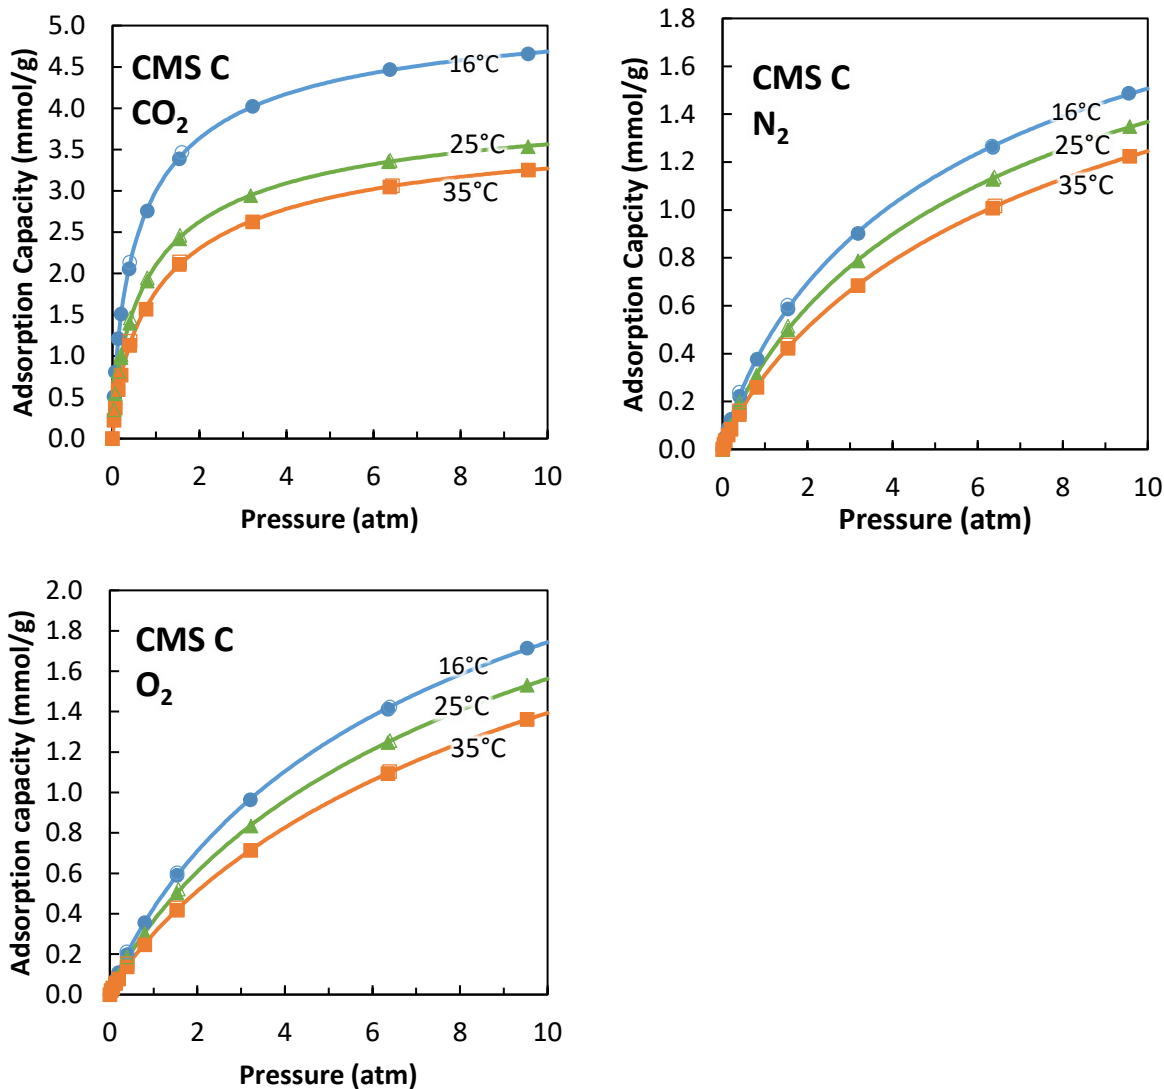 Adsorption Capacity (mmol/g)
5.0
4.5
4.0
3.5
3.0
2.5
2.0
1.5
1.0
0.5
0.0
CMS C
CO2
16°C
25°C
35°C
0 2 4 6 8 10
Pressure (atm)
Adsorption Capcity (mmol/g)
1.8
1.6
1.4
1.2
1.0
0.8
0.6
0.4
0.2
0.0
CMS C
N2
16°C
25°C
35°C
0 2 4 6 8 10
Pressure (atm)
Adsorption capacity (mmol/g)
2.0
1.8
1.6
1.4
1.2
1.0
0.8
0.6
0.4
0.2
0.0
CMS C
O2
16°C
25°C
35°C
0 2 4 6 8 10
Pressure (atm)